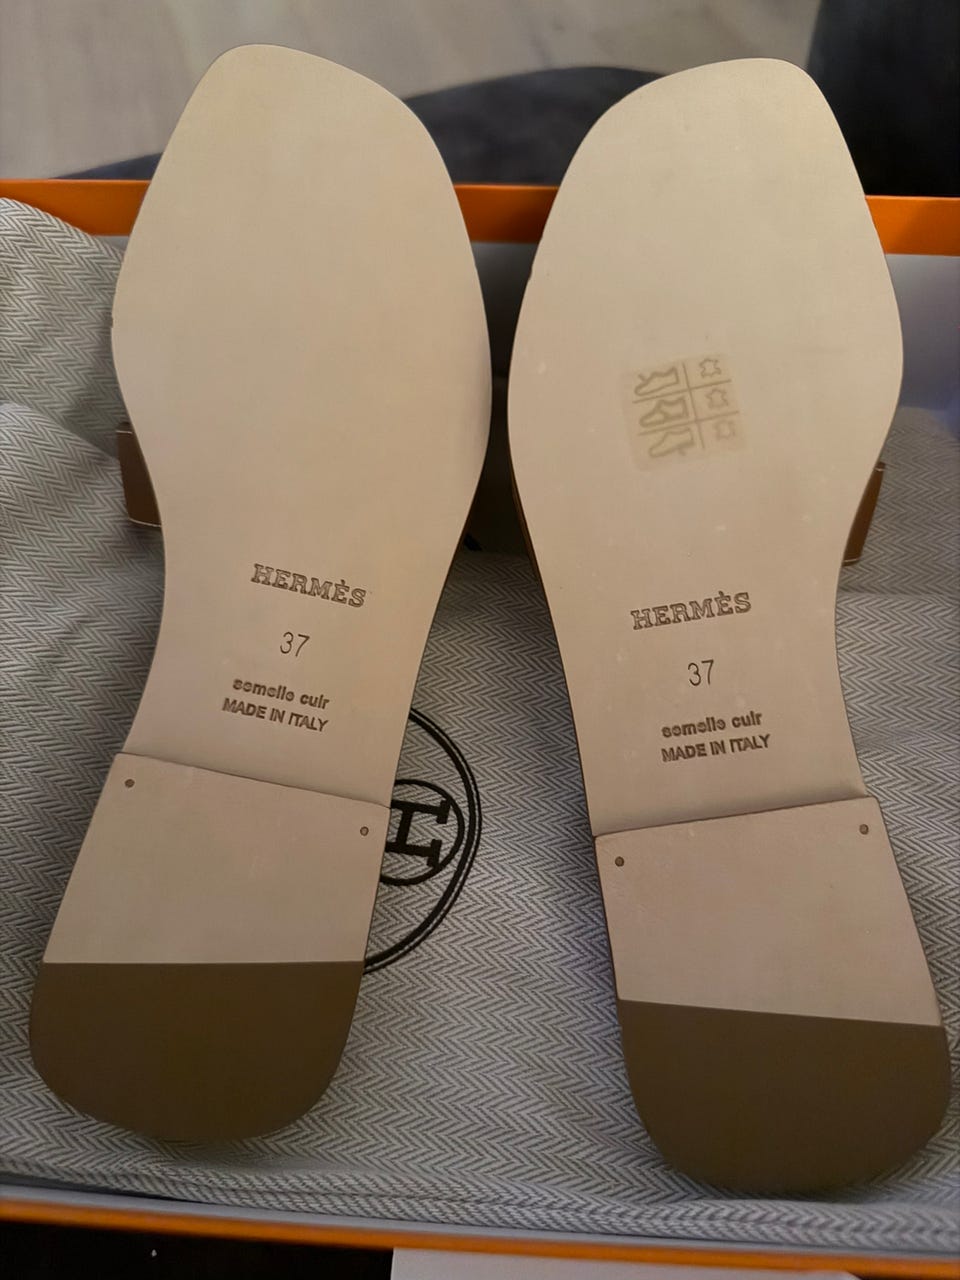 HERMÈS
37
semelle cuir
MADE IN ITALY
HERMÈS
37
semelle cuir
MADE IN ITALY
H